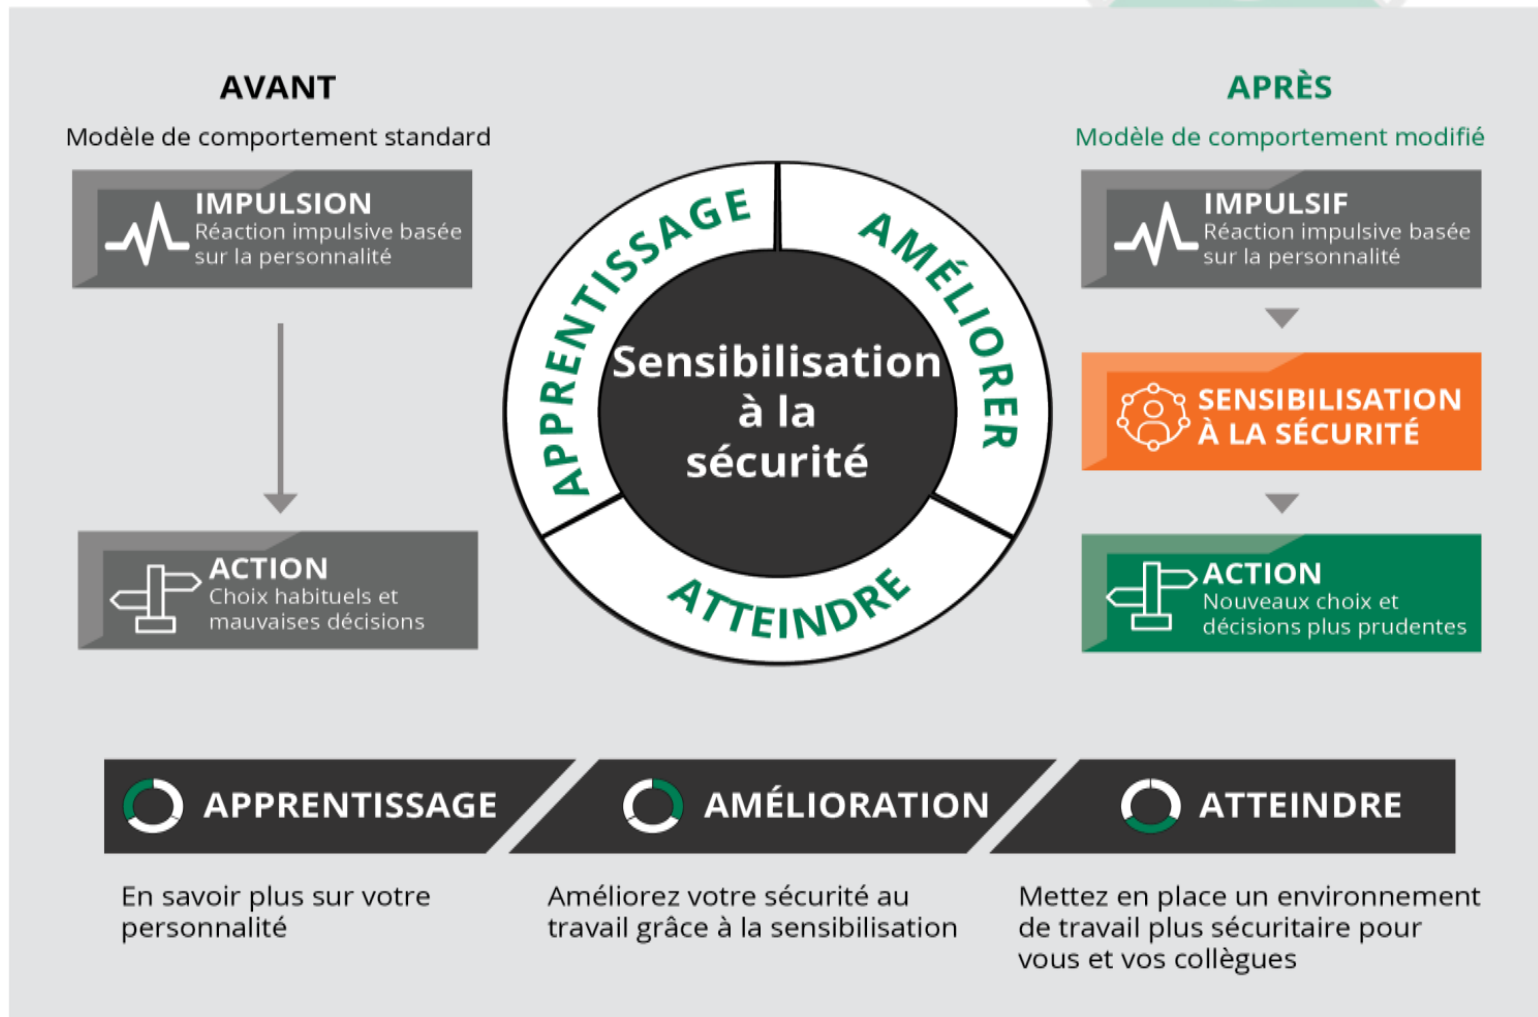 AVANT
Modèle de comportement standard
IMPULSION
Réaction impulsive basée
sur la personnalité
ACTION
Choix habituels et
mauvaises décisions
APPRENTISSAGE
AMÉLIORER
ATTEINDRE
Sensibilisation
à la
sécurité
APRÈS
Modèle de comportement modifié
IMPULSIF
Réaction impulsive basée
sur la personnalité
SENSIBILISATION
À LA SÉCURITÉ
ACTION
Nouveaux choix et
décisions plus prudentes
APPRENTISSAGE
En savoir plus sur votre
personnalité
AMÉLIORATION
Améliorez votre sécurité au
travail grâce à la sensibilisation
ATTEINDRE
Mettez en place un environnement
de travail plus sécuritaire pour
vous et vos collègues